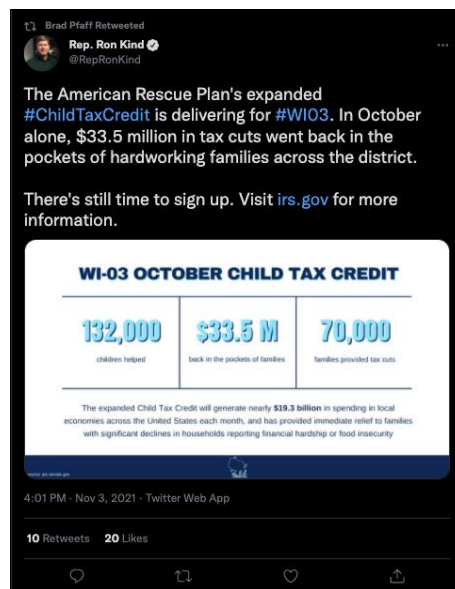 Brad Pfaff Retweeted
Rep. Ron Kind
@RepRonKind
The American Rescue Plan's expanded
#ChildTaxCredit is delivering for #WI03. In October
alone, $33.5 million in tax cuts went back in the
pockets of hardworking families across the district.
There's still time to sign up. Visit irs.gov for more
information.
WI-03 OCTOBER CHILD TAX CREDIT
132,000 $33.5 M 70,000
children helped back in the pockets of families families provided tax cuts
The expanded Child Tax Credit will generate nearly $19.3 billion in spending in local
economies across the United States each month, and has provided immediate relief to families
with significant declines in households reporting financial hardship or food insecurity
4:01 PM · Nov 3, 2021 · Twitter Web App
10 Retweets 20 Likes